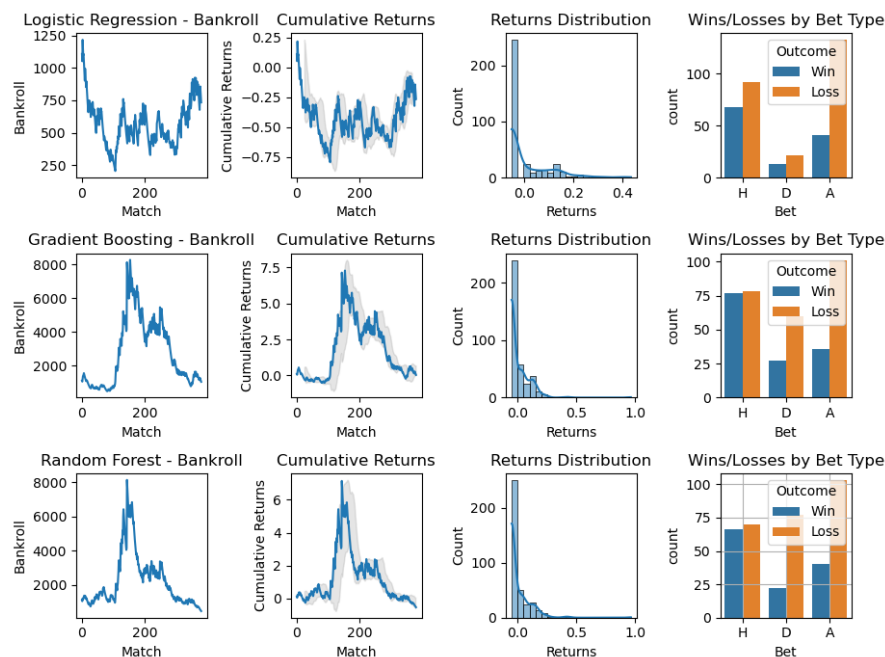 Logistic Regression - Bankroll
Cumulative Returns
Returns Distribution
Wins/Losses by Bet Type
Bankroll
1250
1000
750
500
250
0
200
Match
Cumulative Returns
0.25
0.00
−0.25
−0.50
−0.75
0
200
Match
Count
200
100
0
0.0
0.2
0.4
Returns
count
100
50
0
Outcome
Win
Loss
H
D
A
Bet
Gradient Boosting - Bankroll
Cumulative Returns
Returns Distribution
Wins/Losses by Bet Type
Bankroll
8000
6000
4000
2000
0
200
Match
Cumulative Returns
7.5
5.0
2.5
0.0
0
200
Match
Count
200
100
0
0.0
0.5
1.0
Returns
count
100
75
50
25
0
Outcome
Win
Loss
H
D
A
Bet
Random Forest - Bankroll
Cumulative Returns
Returns Distribution
Wins/Losses by Bet Type
Bankroll
8000
6000
4000
2000
0
200
Match
Cumulative Returns
6
4
2
0
0
200
Match
Count
200
100
0
0.0
0.5
1.0
Returns
count
100
75
50
25
0
Outcome
Win
Loss
H
D
A
Bet